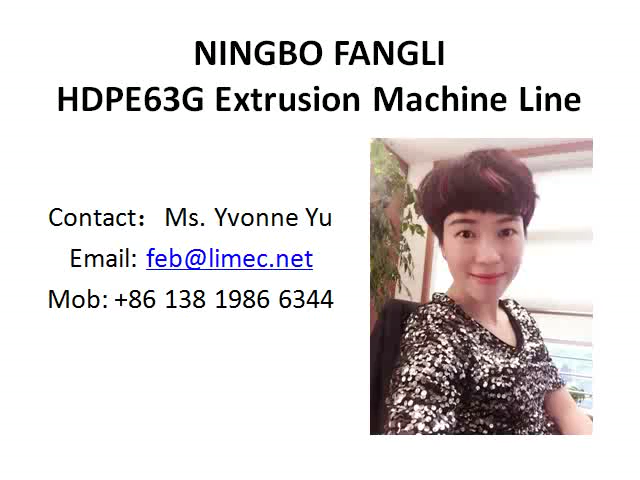 NINGBO FANGLI
HDPE63G Extrusion Machine Line
Contact： Ms. Yvonne Yu
Email: feb@limec.net
Mob: +86 138 1986 6344